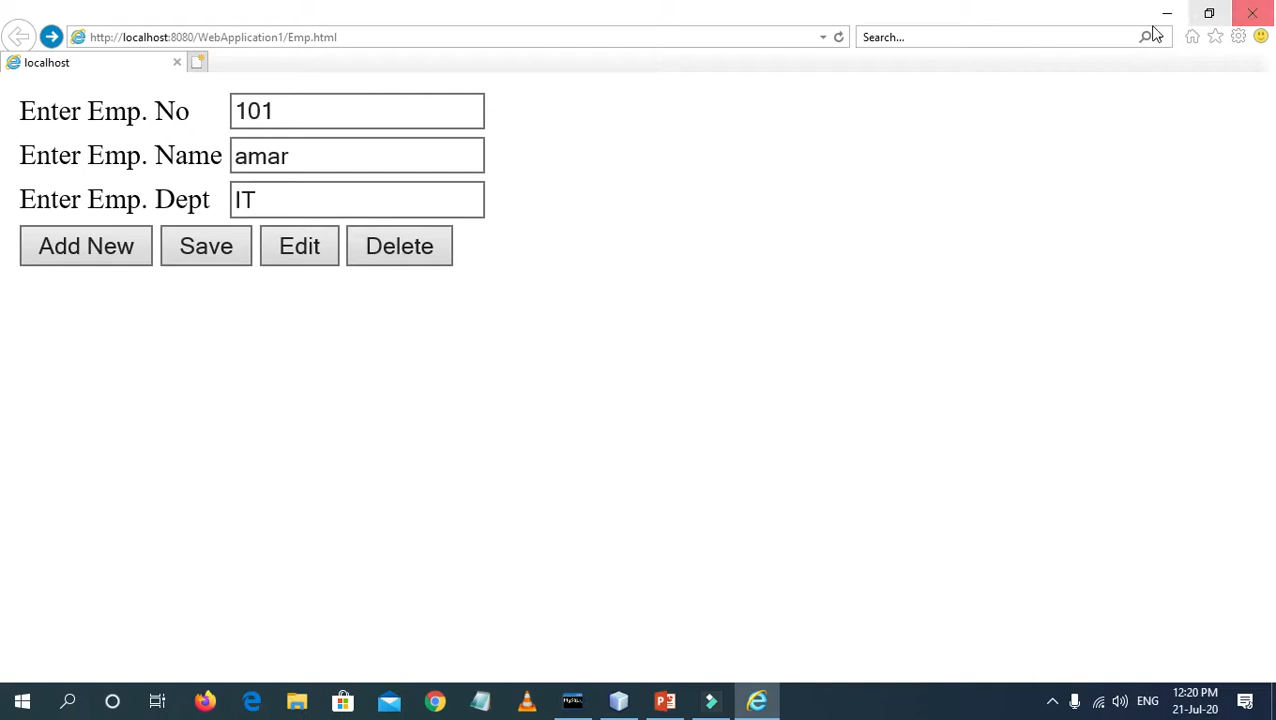 http://localhost:8080/WebApplication1/Emp.html
Search...
localhost
Enter Emp. No 101
Enter Emp. Name amar
Enter Emp. Dept IT
Add New Save Edit Delete
ENG
12:20 PM
21-Jul-20